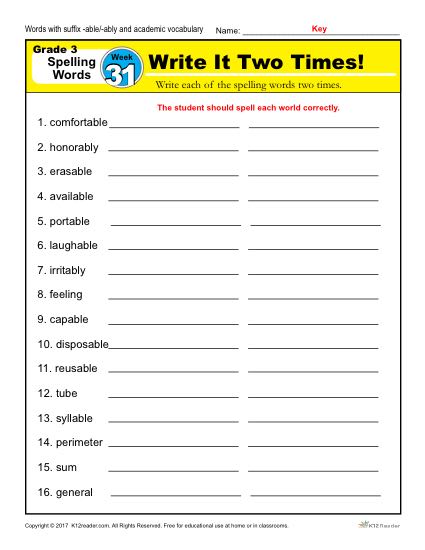 Words with suffix -able/-ably and academic vocabulary Name: Key
Grade 3
Spelling
Words
Week
31
Write It Two Times!
Write each of the spelling words two times.
The student should spell each world correctly.
1. comfortable
2. honorably
3. erasable
4. available
5. portable
6. laughable
7. irritably
8. feeling
9. capable
10. disposable
11. reusable
12. tube
13. syllable
14. perimeter
15. sum
16. general
Copyright © 2017 K12reader.com. All Rights Reserved. Free for educational use at home or in classrooms.
K12Reader